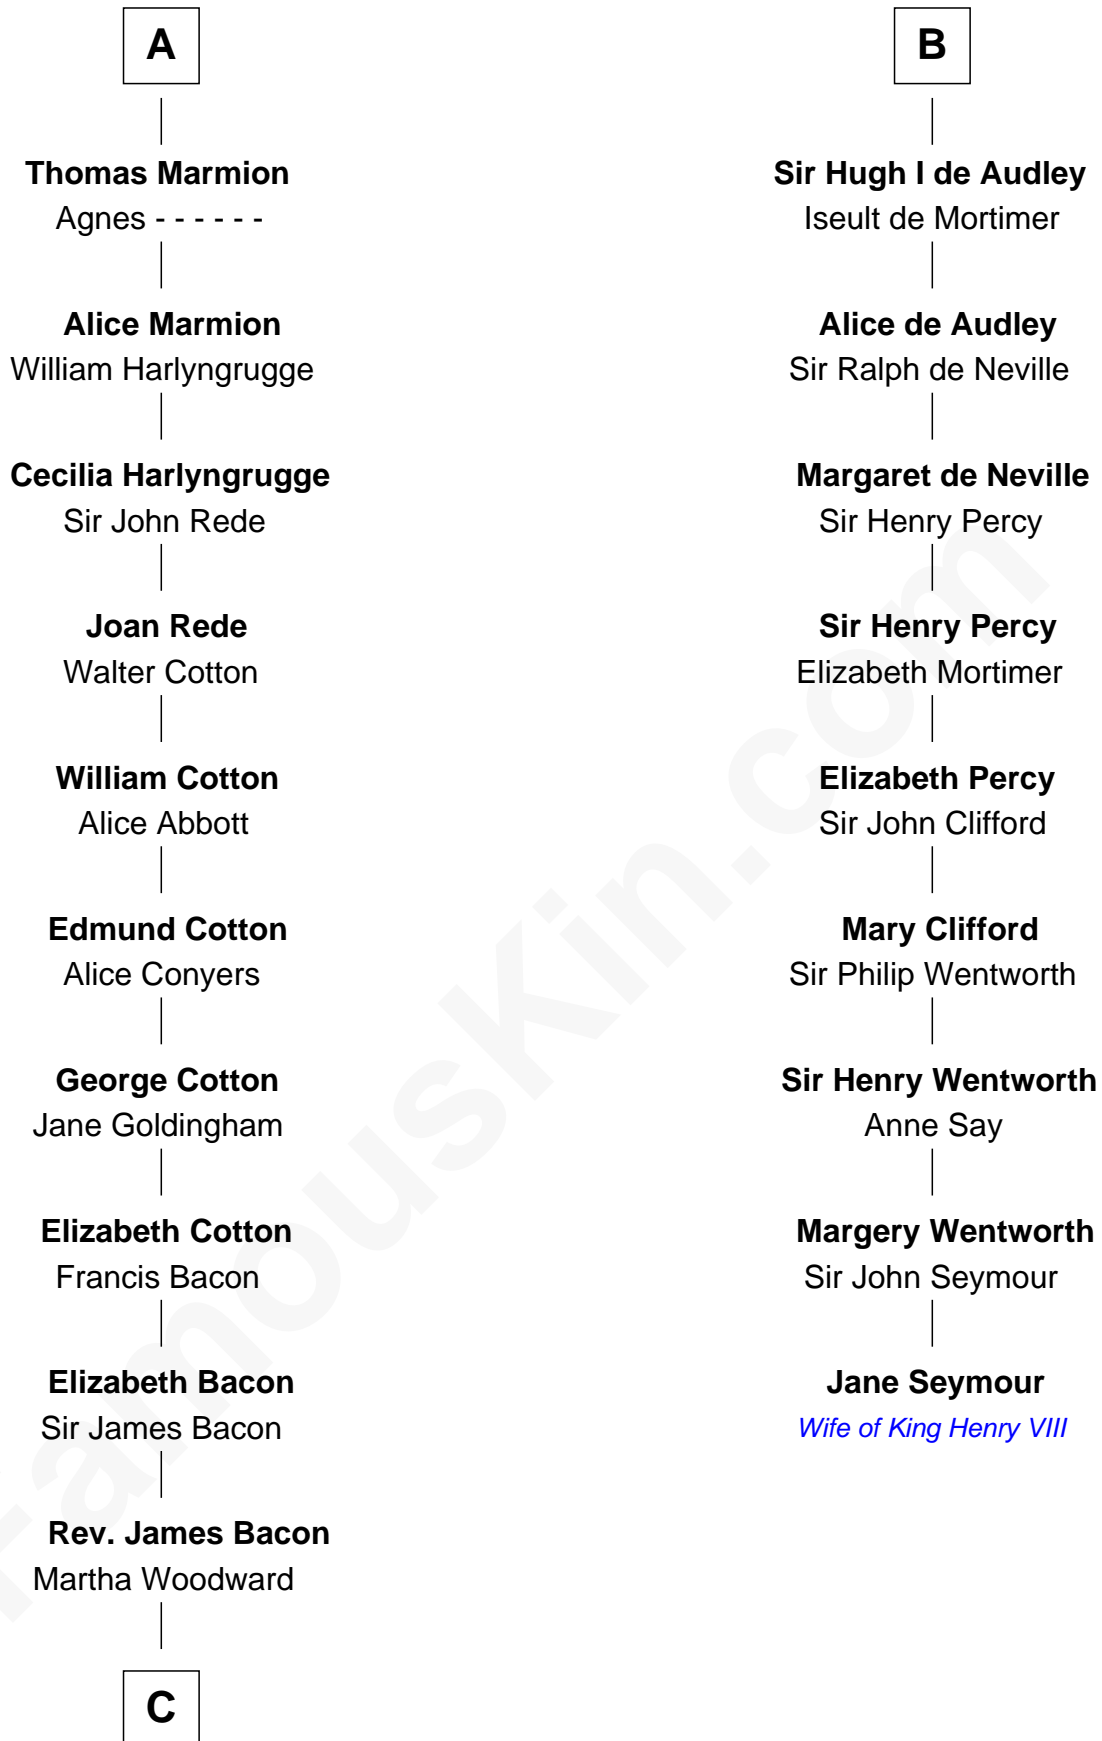 A
Thomas Marmion
Agnes - - - - - -
Alice Marmion
William Harlyngrugge
Cecilia Harlyngrugge
Sir John Rede
Joan Rede
Walter Cotton
William Cotton
Alice Abbott
Edmund Cotton
Alice Conyers
George Cotton
Jane Goldingham
Elizabeth Cotton
Francis Bacon
Elizabeth Bacon
Sir James Bacon
Rev. James Bacon
Martha Woodward
C
B
Sir Hugh I de Audley
Iseult de Mortimer
Alice de Audley
Sir Ralph de Neville
Margaret de Neville
Sir Henry Percy
Sir Henry Percy
Elizabeth Mortimer
Elizabeth Percy
Sir John Clifford
Mary Clifford
Sir Philip Wentworth
Sir Henry Wentworth
Anne Say
Margery Wentworth
Sir John Seymour
Jane Seymour
Wife of King Henry VIII
FamousKin.com